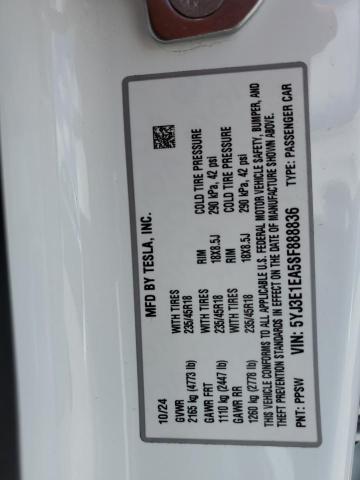 MFD BY TESLA, INC.
10/24
GVWR
2165 kg (4773 lb)
WITH TIRES
235/45R18
RIM
18X8.5J
COLD TIRE PRESSURE
290 kPa, 42 psi
GAWR FRT
1110 kg (2447 lb)
WITH TIRES
235/45R18
RIM
18X8.5J
COLD TIRE PRESSURE
290 kPa, 42 psi
GAWR RR
1260 kg (2778 lb)
THIS VEHICLE CONFORMS TO ALL APPLICABLE U.S. FEDERAL MOTOR VEHICLE SAFETY, BUMPER, AND
THEFT PREVENTION STANDARDS IN EFFECT ON THE DATE OF MANUFACTURE SHOWN ABOVE.
PNT: PPSW
VIN: 5YJ3E1EA5SF888836
TYPE: PASSENGER CAR